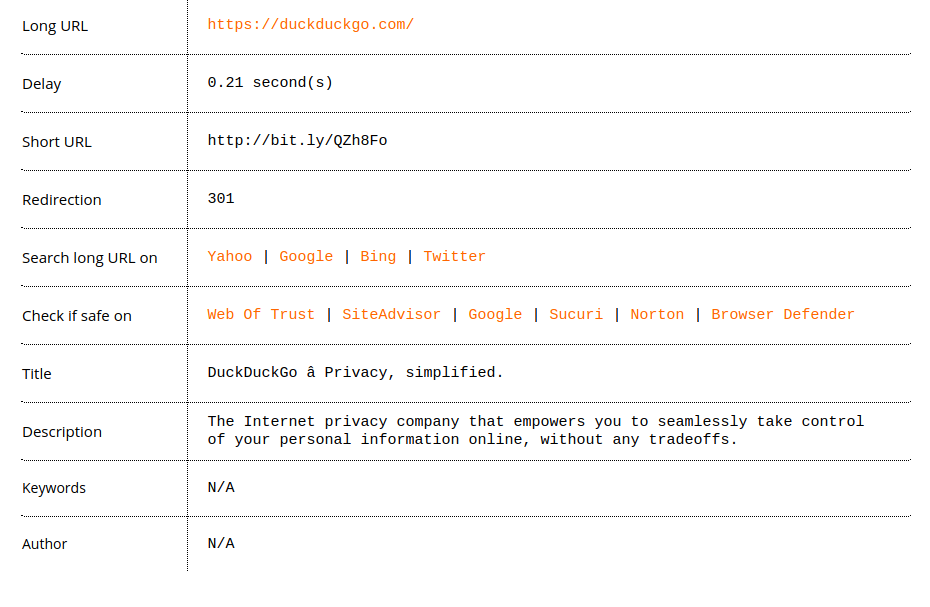 Long URL https://duckduckgo.com/
Delay 0.21 second(s)
Short URL http://bit.ly/QZh8Fo
Redirection 301
Search long URL on Yahoo | Google | Bing | Twitter
Check if safe on Web Of Trust | SiteAdvisor | Google | Sucuri | Norton | Browser Defender
Title DuckDuckGo â Privacy, simplified.
Description The Internet privacy company that empowers you to seamlessly take control
of your personal information online, without any tradeoffs.
Keywords N/A
Author N/A